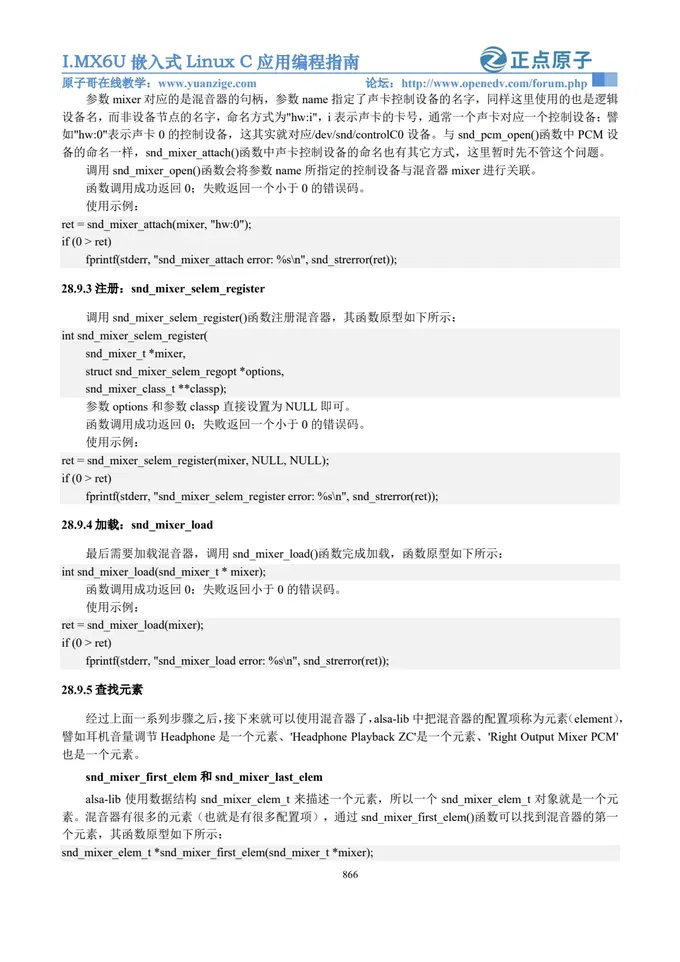 I.MX6U 嵌入式 Linux C 应用编程指南
正点原子
原子哥在线教学：www.yuanzige.com 论坛：http://www.openedv.com/forum.php
参数 mixer 对应的是混音器的句柄，参数 name 指定了声卡控制设备的名字，同样这里使用的也是逻辑
设备名，而非设备节点的名字，命名方式为"hw:i"，i 表示声卡的卡号，通常一个声卡对应一个控制设备；譬
如"hw:0"表示声卡 0 的控制设备，这其实就对应/dev/snd/controlC0 设备。与 snd_pcm_open()函数中 PCM 设
备的命名一样，snd_mixer_attach()函数中声卡控制设备的命名也有其它方式，这里暂时先不管这个问题。
调用 snd_mixer_open()函数会将参数 name 所指定的控制设备与混音器 mixer 进行关联。
函数调用成功返回 0；失败返回一个小于 0 的错误码。
使用示例：
ret = snd_mixer_attach(mixer, "hw:0");
if (0 > ret)
fprintf(stderr, "snd_mixer_attach error: %s\n", snd_strerror(ret));
28.9.3 注册：snd_mixer_selem_register
调用 snd_mixer_selem_register()函数注册混音器，其函数原型如下所示：
int snd_mixer_selem_register(
snd_mixer_t *mixer,
struct snd_mixer_selem_regopt *options,
snd_mixer_class_t **classp);
参数 options 和参数 classp 直接设置为 NULL 即可。
函数调用成功返回 0；失败返回一个小于 0 的错误码。
使用示例：
ret = snd_mixer_selem_register(mixer, NULL, NULL);
if (0 > ret)
fprintf(stderr, "snd_mixer_selem_register error: %s\n", snd_strerror(ret));
28.9.4 加载：snd_mixer_load
最后需要加载混音器，调用 snd_mixer_load()函数完成加载，函数原型如下所示：
int snd_mixer_load(snd_mixer_t * mixer);
函数调用成功返回 0；失败返回小于 0 的错误码。
使用示例：
ret = snd_mixer_load(mixer);
if (0 > ret)
fprintf(stderr, "snd_mixer_load error: %s\n", snd_strerror(ret));
28.9.5 查找元素
经过上面一系列步骤之后，接下来就可以使用混音器了，alsa-lib 中把混音器的配置项称为元素（element），
譬如耳机音量调节 Headphone 是一个元素、'Headphone Playback ZC'是一个元素、'Right Output Mixer PCM'
也是一个元素。
snd_mixer_first_elem 和 snd_mixer_last_elem
alsa-lib 使用数据结构 snd_mixer_elem_t 来描述一个元素，所以一个 snd_mixer_elem_t 对象就是一个元
素。混音器有很多的元素（也就是有很多配置项），通过 snd_mixer_first_elem()函数可以找到混音器的第一
个元素，其函数原型如下所示：
snd_mixer_elem_t *snd_mixer_first_elem(snd_mixer_t *mixer);
866